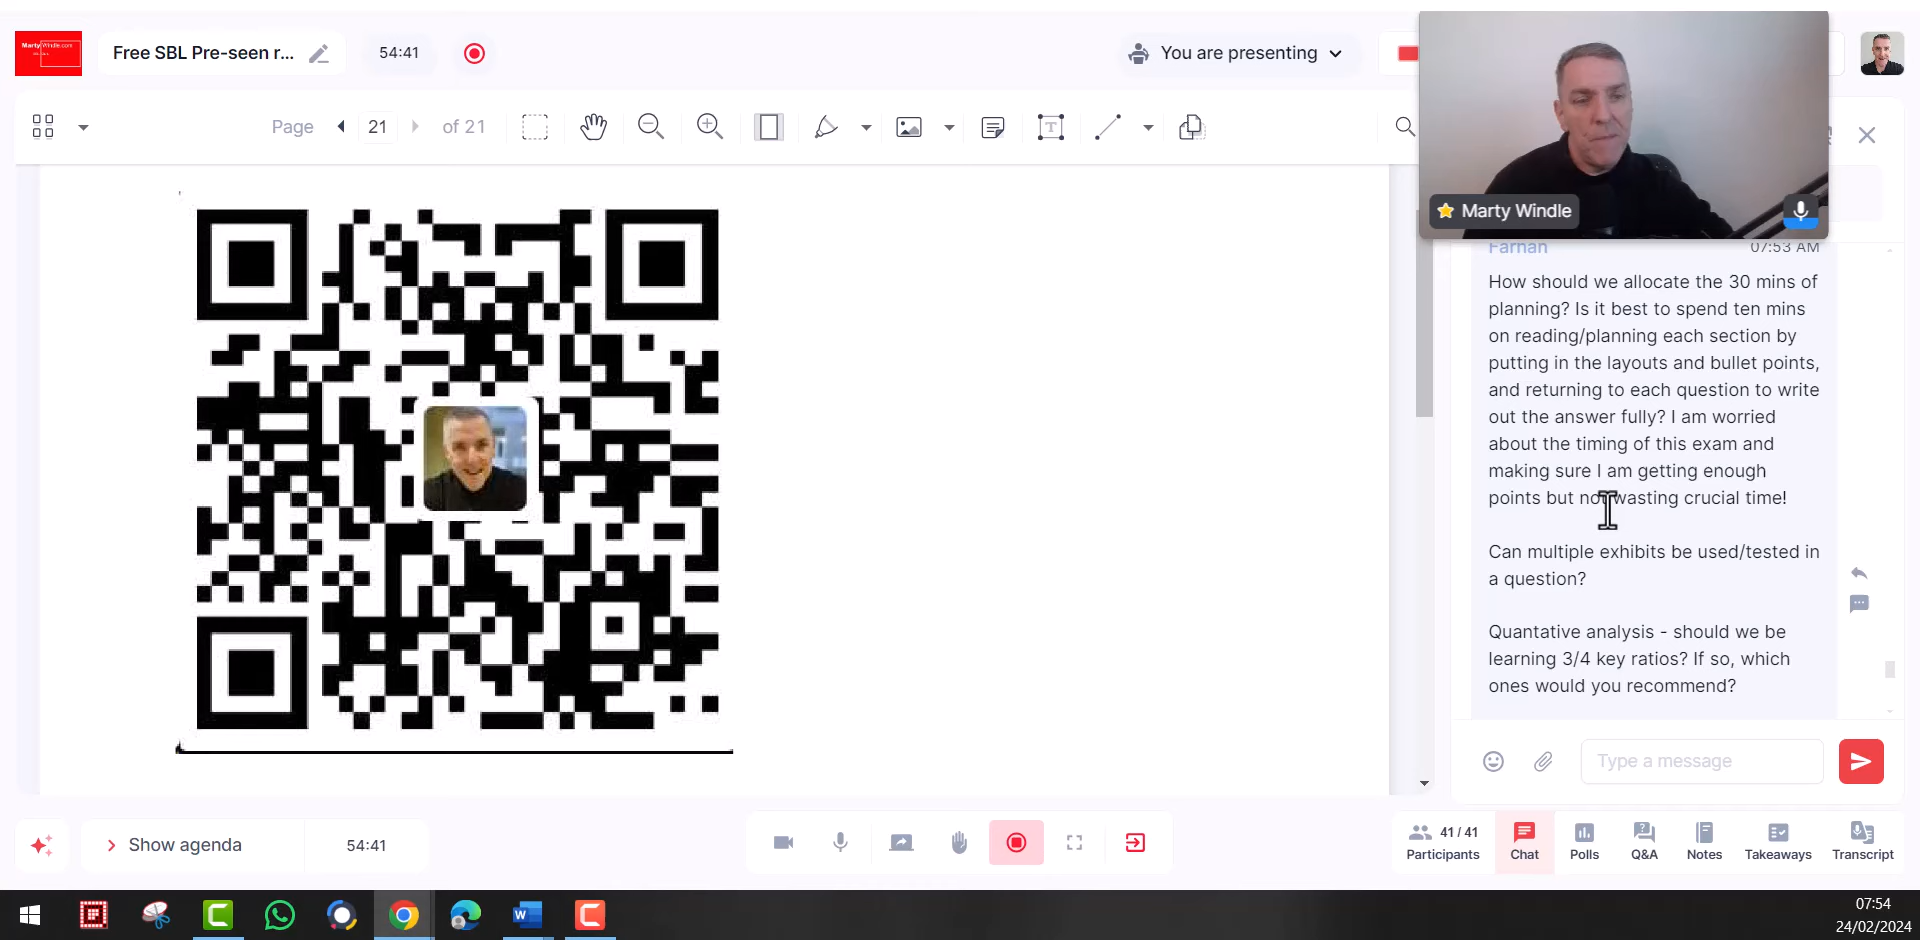 MartyWindle.com
Free SBL Pre-seen r...
54:41
You are presenting
Page
21
of 21
Marty Windle
Farhan
07:53 AM
How should we allocate the 30 mins of
planning? Is it best to spend ten mins
on reading/planning each section by
putting in the layouts and bullet points,
and returning to each question to write
out the answer fully? I am worried
about the timing of this exam and
making sure I am getting enough
points but not wasting crucial time!
Can multiple exhibits be used/tested in
a question?
Quantative analysis - should we be
learning 3/4 key ratios? If so, which
ones would you recommend?
Type a message
Show agenda
54:41
41 / 41
Participants
Chat
Polls
Q&A
Notes
Takeaways
Transcript
07:54
24/02/2024